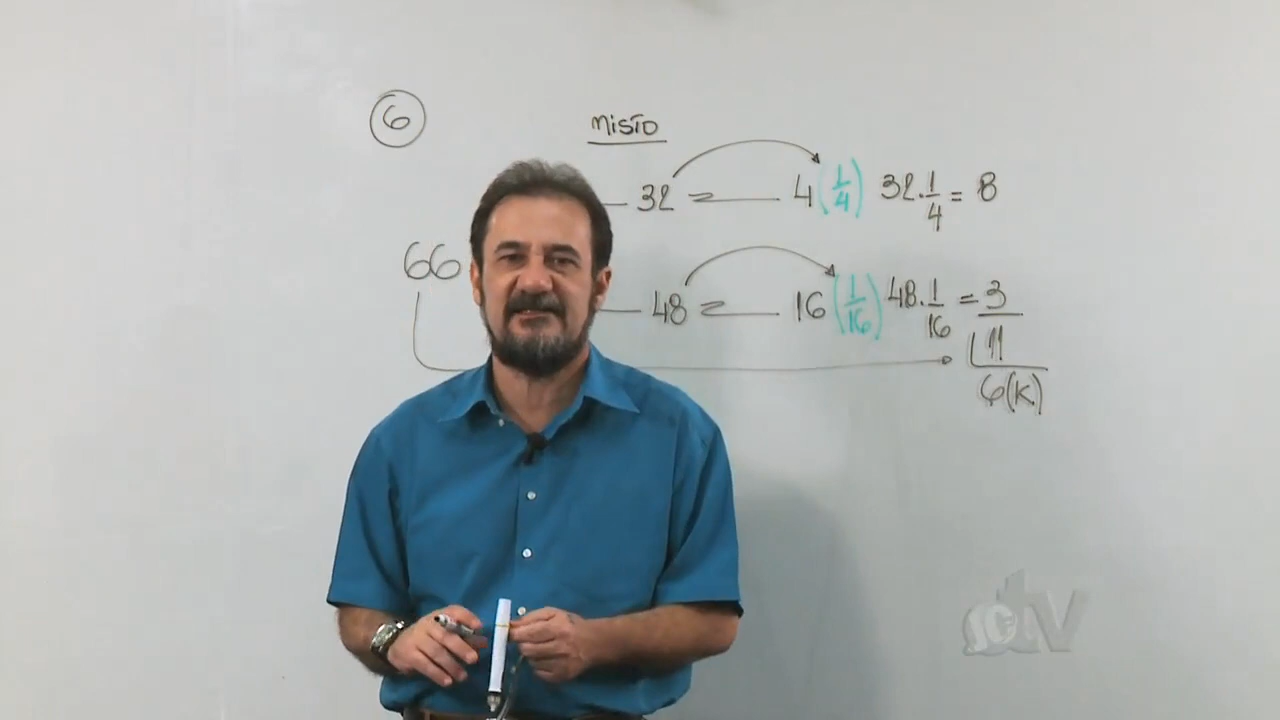 6
MISTO
32 4 (1/4) 32.1/4 = 8
66
48 16 (1/16) 48.1/16 = 3
11
6(K)